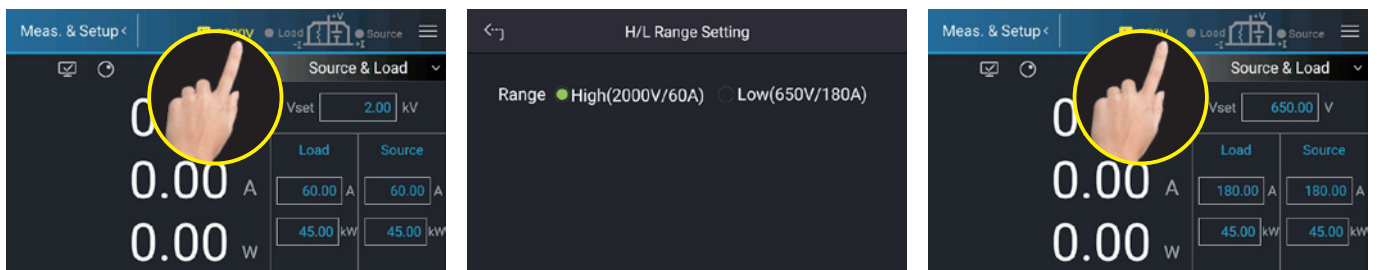 Meas. & Setup<
Load
+V
-I
+I
Source
Source & Load
0
Vset 2.00 kV
Load Source
0.00 A
60.00 A 60.00 A
0.00 W
45.00 kW 45.00 kW
H/L Range Setting
Range High(2000V/60A) Low(650V/180A)
Meas. & Setup<
Load
+V
-I
+I
Source
Source & Load
0
Vset 650.00 V
Load Source
0.00 A
180.00 A 180.00 A
0.00 W
45.00 kW 45.00 kW